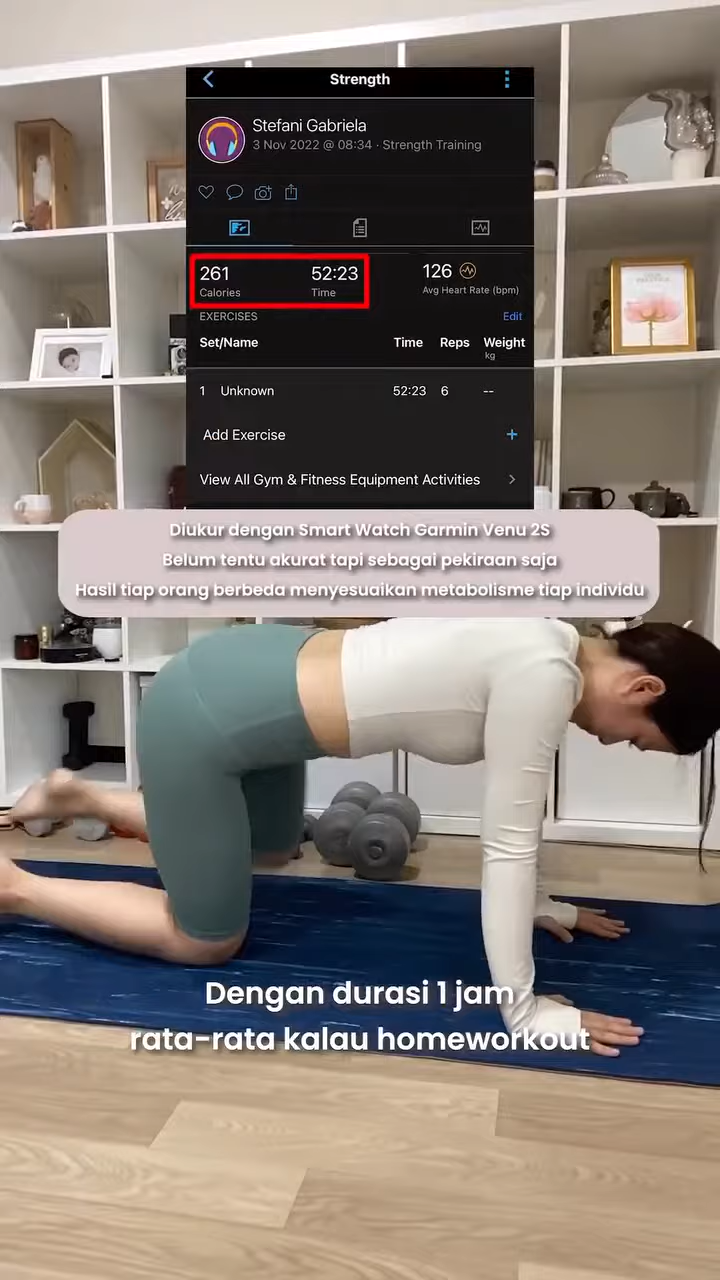 Strength
Stefani Gabriela
3 Nov 2022 @ 08:34 · Strength Training
261 52:23 126
Calories Time Avg Heart Rate (bpm)
EXERCISES Edit
Set/Name Time Reps Weight
kg
1 Unknown 52:23 6 --
Add Exercise +
View All Gym & Fitness Equipment Activities >
Diukur dengan Smart Watch Garmin Venu 2S
Belum tentu akurat tapi sebagai pekiraan saja
Hasil tiap orang berbeda menyesuaikan metabolisme tiap individu
Dengan durasi 1 jam
rata-rata kalau homeworkout